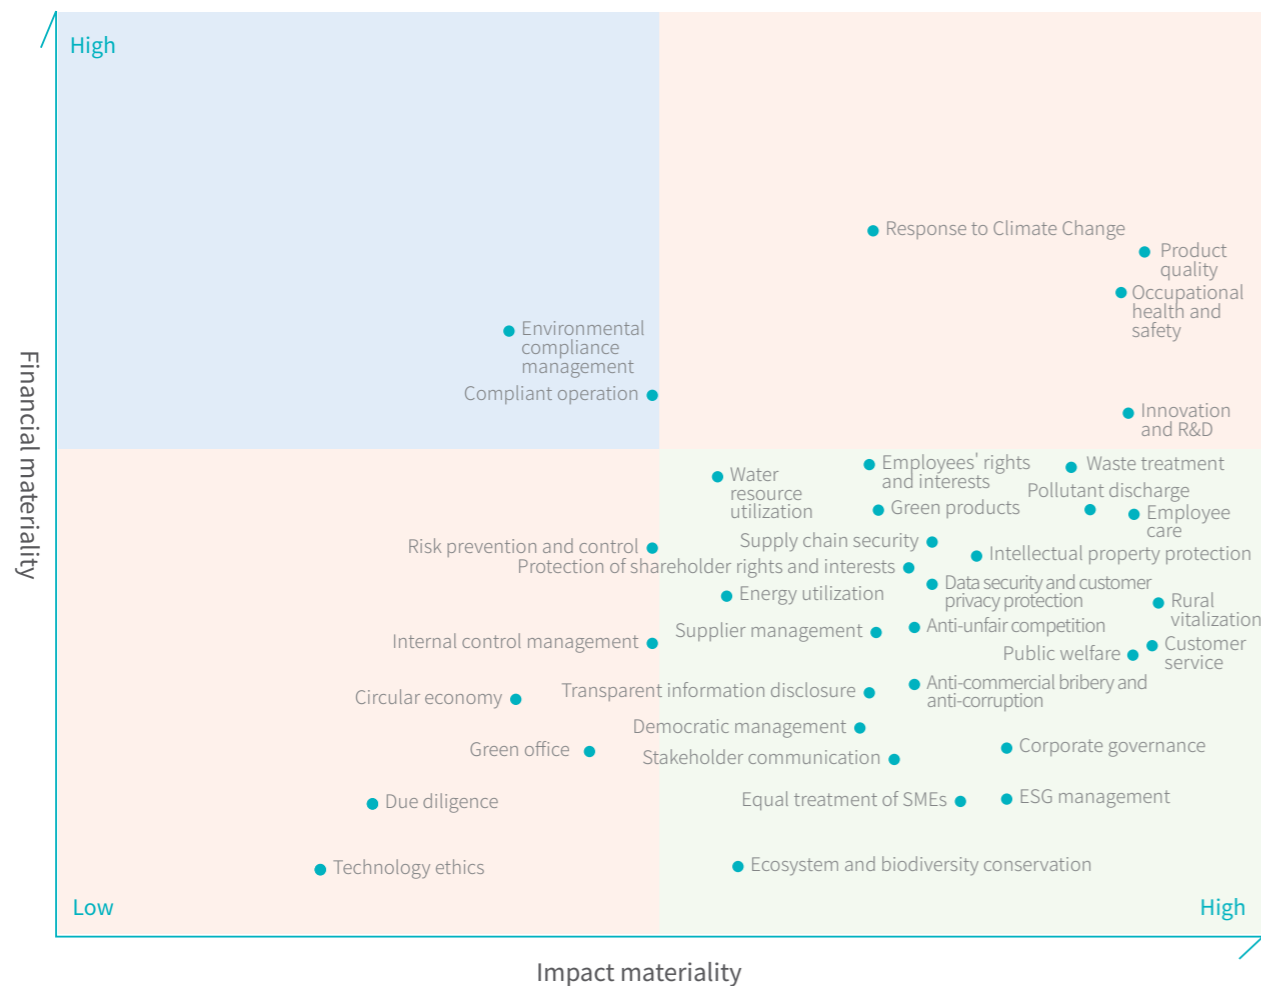 High
Response to Climate Change
Product
quality
Occupational
health and
safety
Environmental
compliance
management
Compliant operation
Innovation
and R&D
Financial materiality
Employees' rights
and interests
Waste treatment
Water
resource
utilization
Pollutant discharge
Green products
Employee
care
Supply chain security
Risk prevention and control
Intellectual property protection
Protection of shareholder rights and interests
Data security and customer
privacy protection
Energy utilization
Rural
vitalization
Anti-unfair competition
Supplier management
Internal control management
Customer
service
Public welfare
Anti-commercial bribery and
anti-corruption
Transparent information disclosure
Circular economy
Democratic management
Corporate governance
Green office
Stakeholder communication
Due diligence
Equal treatment of SMEs
ESG management
Technology ethics
Ecosystem and biodiversity conservation
Low
High
Impact materiality